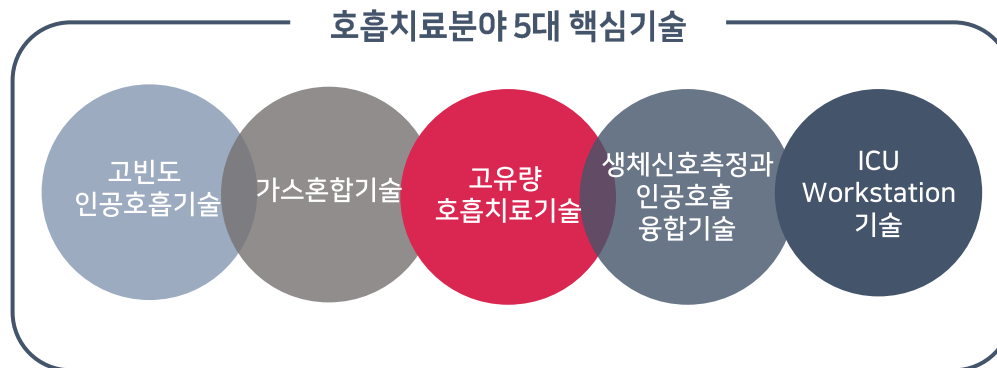 호흡치료분야 5대 핵심기술
고빈도
인공호흡기술
가스혼합기술
고유량
호흡치료기술
생체신호측정과
인공호흡
융합기술
ICU
Workstation
기술